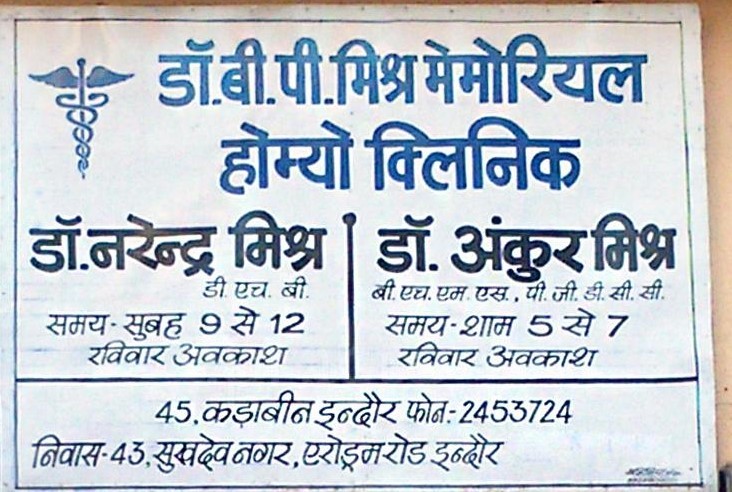 डॉ.बी.पी.मिश्र मेमोरियल
होम्यो क्लिनिक
डॉ.नरेन्द्र मिश्र
डी. एच. बी.
समय- सुबह 9 से 12
रविवार अवकाश
डॉ. अंकुर मिश्र
बी. एच. एम. एस., पी. जी. डी. सी. सी.
समय-शाम 5 से 7
रविवार अवकाश
45, कड़ाबीन इन्दौर फोन:- 2453724
निवास- 43, सुखदेव नगर, एरोड्रम रोड इन्दौर